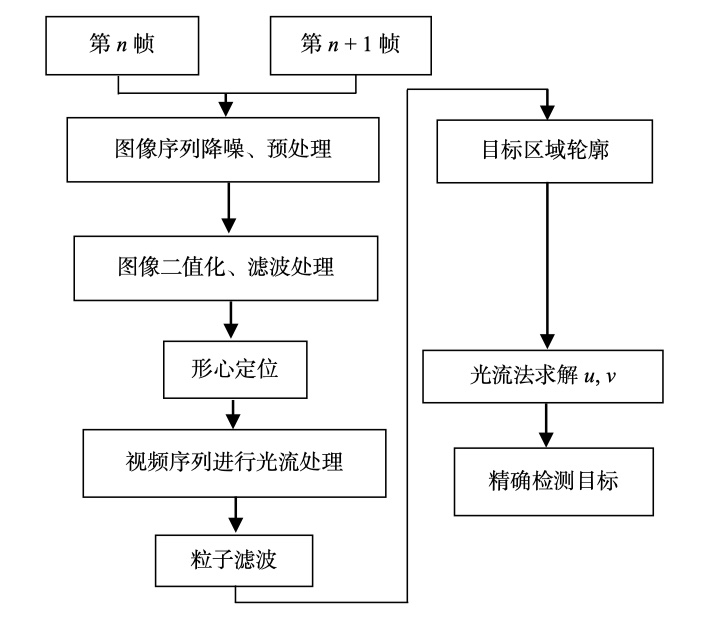 第 n 帧
第 n + 1 帧
图像序列降噪、预处理
图像二值化、滤波处理
形心定位
视频序列进行光流处理
粒子滤波
目标区域轮廓
光流法求解 u, v
精确检测目标